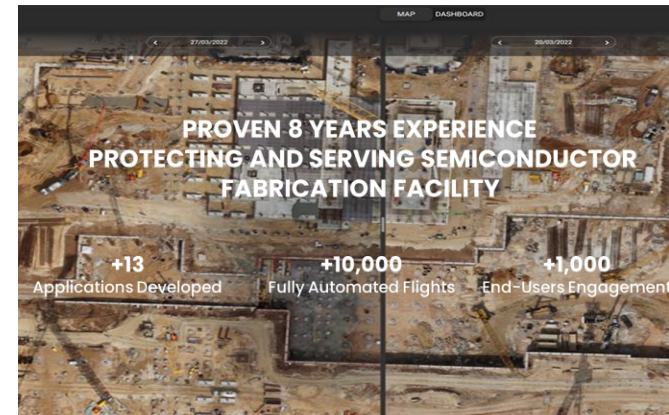 MAP DASHBOARD
< 27/03/2022 > < 20/03/2022 >
PROVEN 8 YEARS EXPERIENCE
PROTECTING AND SERVING SEMICONDUCTOR
FABRICATION FACILITY
+13 +10,000 +1,000
Applications Developed Fully Automated Flights End-Users Engagement